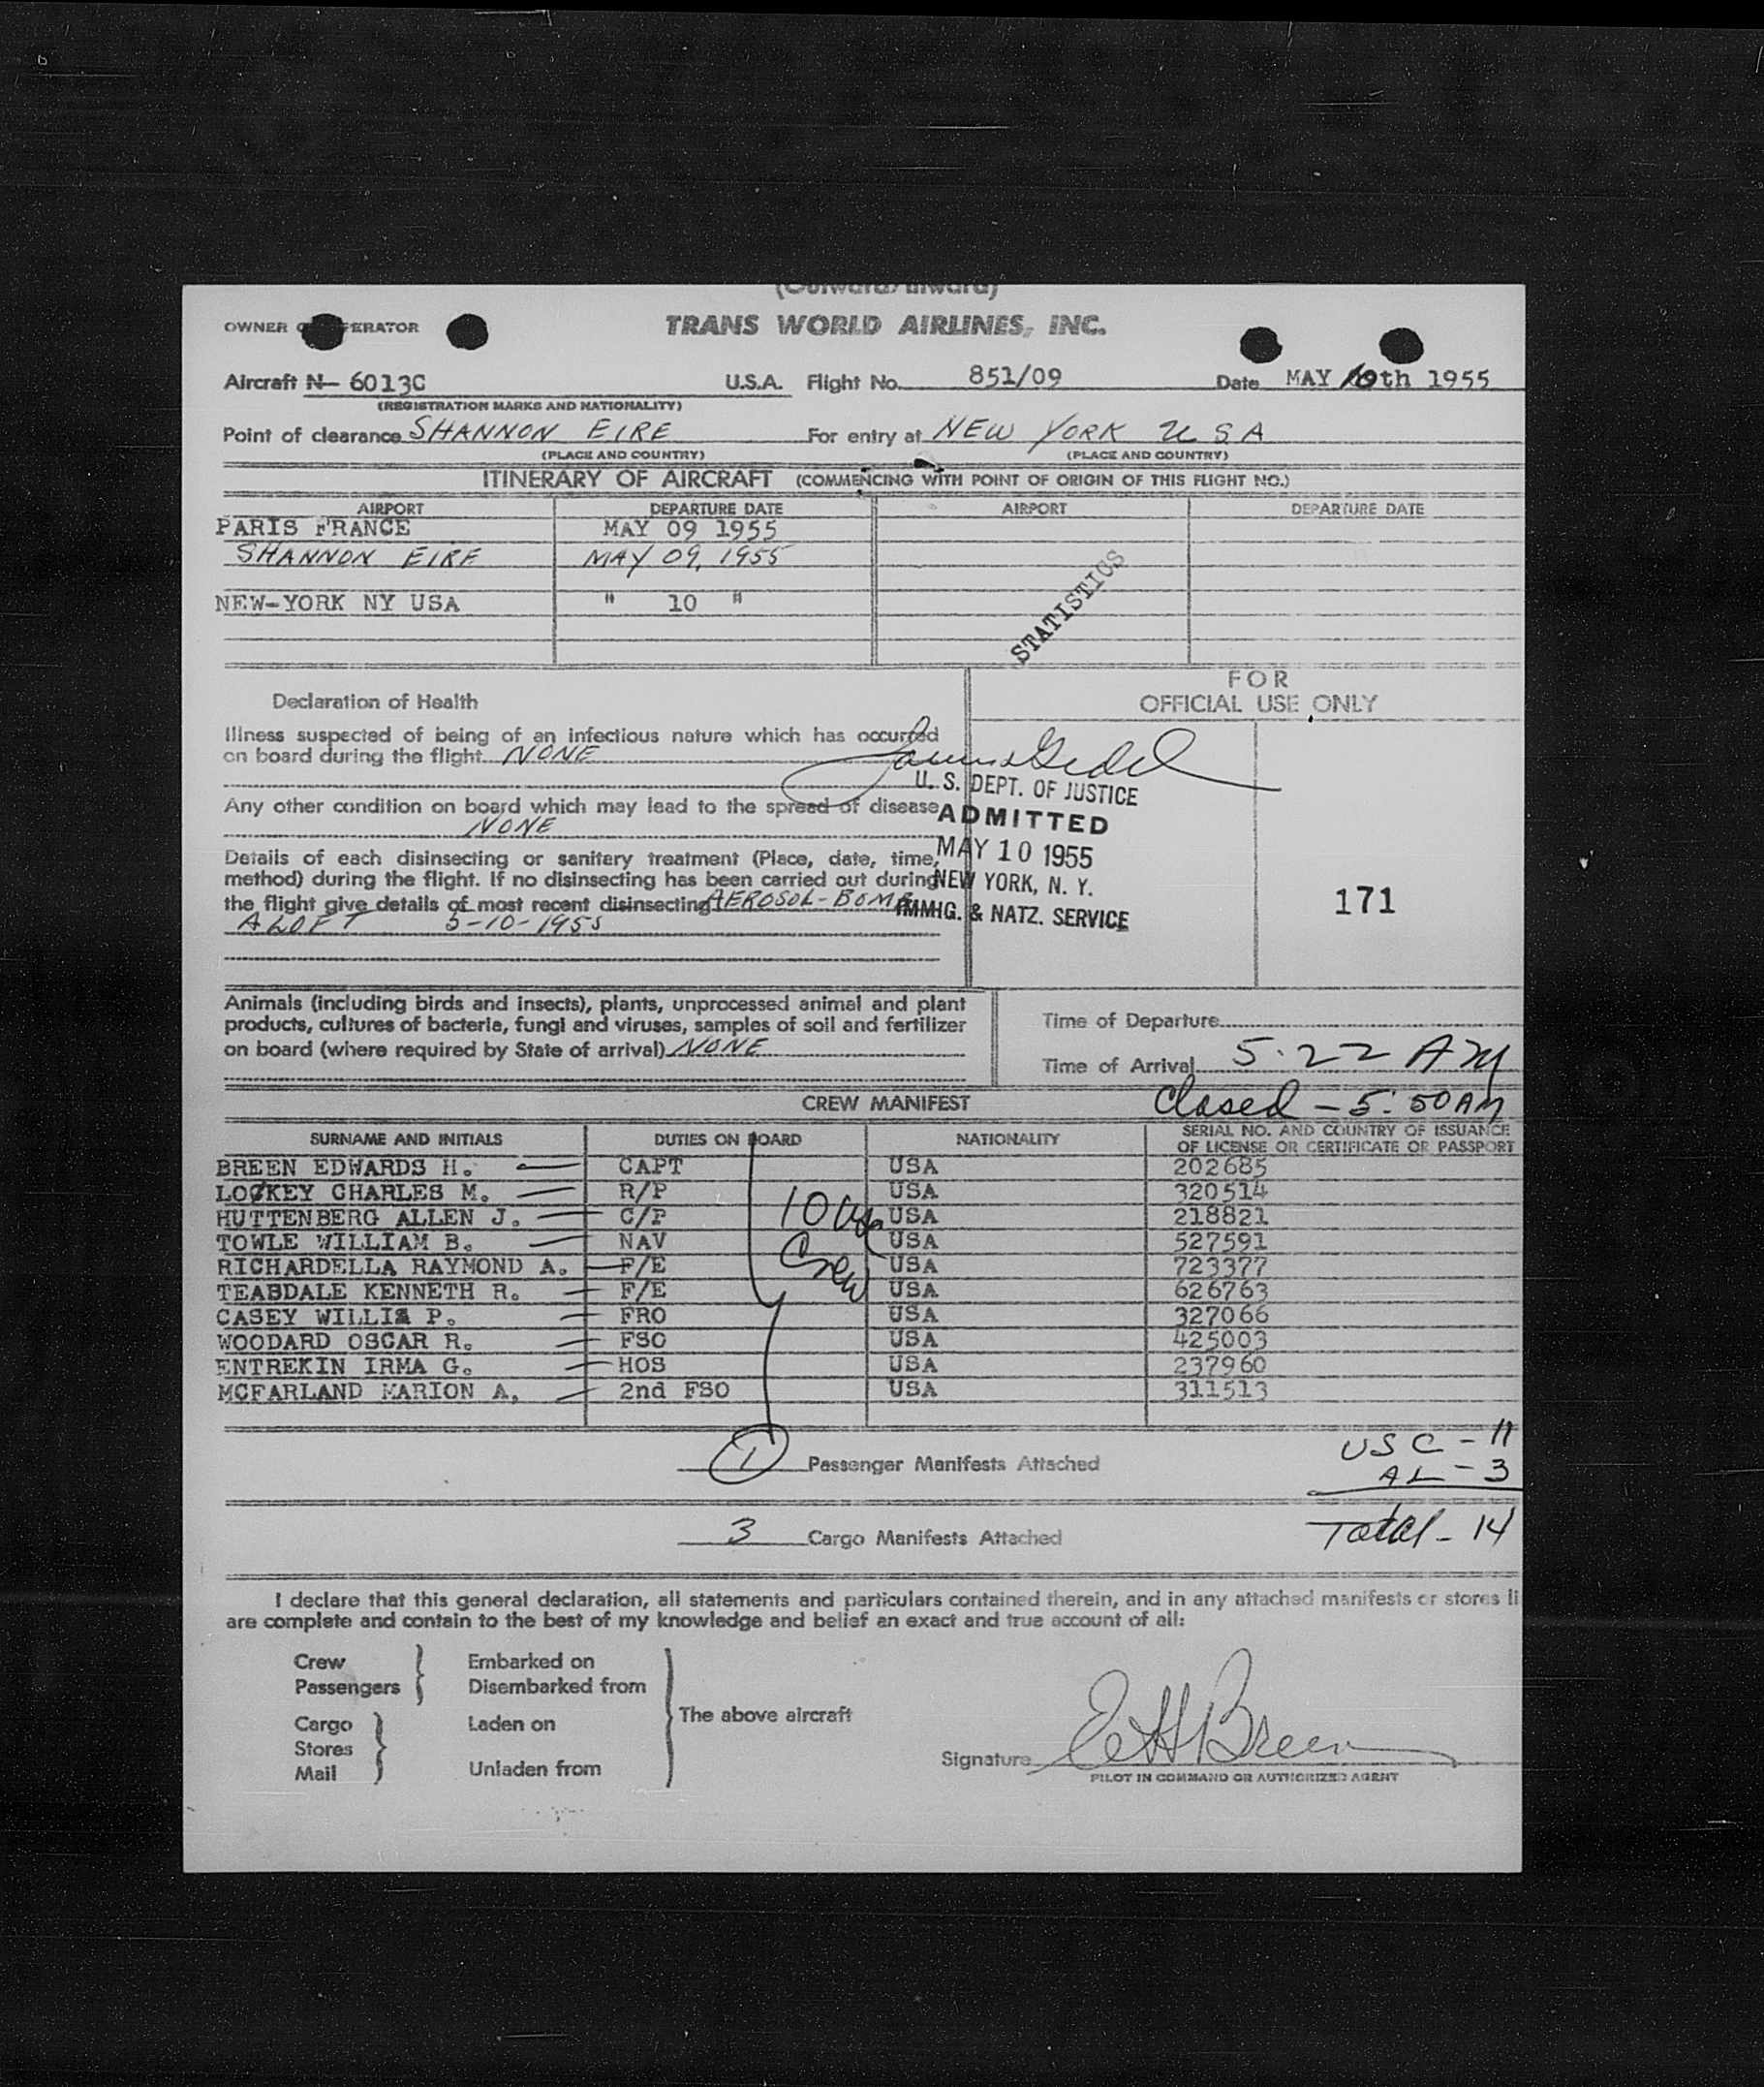 (Outward/Inward)
OWNER OPERATOR
TRANS WORLD AIRLINES, INC.
Aircraft N- 6013C U.S.A. Flight No. 851/09 Date MAY 10th 1955
(REGISTRATION MARKS AND NATIONALITY)
Point of clearance SHANNON EIRE For entry at NEW YORK USA
(PLACE AND COUNTRY) (PLACE AND COUNTRY)
ITINERARY OF AIRCRAFT (COMMENCING WITH POINT OF ORIGIN OF THIS FLIGHT NO.)
AIRPORT DEPARTURE DATE AIRPORT DEPARTURE DATE
PARIS FRANCE MAY 09 1955
SHANNON EIRE MAY 09, 1955
NEW-YORK NY USA " 10 "
STATISTICS
FOR
OFFICIAL USE ONLY
Declaration of Health
Illness suspected of being of an infectious nature which has occurred
on board during the flight NONE
Any other condition on board which may lead to the spread of disease
NONE
Details of each disinsecting or sanitary treatment (Place, date, time,
method) during the flight. If no disinsecting has been carried out during
the flight give details of most recent disinsecting AEROSOL-BOMB
ALOFT 5-10-1955
U. S. DEPT. OF JUSTICE
ADMITTED
MAY 10 1955
NEW YORK, N. Y.
IMMIG. & NATZ. SERVICE
171
Animals (including birds and insects), plants, unprocessed animal and plant
products, cultures of bacteria, fungi and viruses, samples of soil and fertilizer
on board (where required by State of arrival) NONE
Time of Departure
Time of Arrival 5.22 AM
Closed - 5:50 AM
CREW MANIFEST
SURNAME AND INITIALS DUTIES ON BOARD NATIONALITY SERIAL NO. AND COUNTRY OF ISSUANCE
OF LICENSE OR CERTIFICATE OR PASSPORT
BREEN EDWARDS H. CAPT USA 202685
LOCKEY CHARLES M. R/P USA 320514
HUTTENBERG ALLEN J. C/P USA 218821
TOWLE WILLIAM B. NAV USA 527591
RICHARDELLA RAYMOND A. F/E USA 723377
TEABDALE KENNETH R. F/E USA 626763
CASEY WILLIS P. FRO USA 327066
WOODARD OSCAR R. FSO USA 425003
ENTREKIN IRMA G. HOS USA 237960
MCFARLAND MARION A. 2nd FSO USA 311513
10
Crew
1 Passenger Manifests Attached
USC - 11
AL - 3
3 Cargo Manifests Attached
Total - 14
I declare that this general declaration, all statements and particulars contained therein, and in any attached manifests or stores li
are complete and contain to the best of my knowledge and belief an exact and true account of all:
Crew
Passengers
Embarked on
Disembarked from
Cargo
Stores
Mail
Laden on
Unladen from
The above aircraft
Signature E H Breen
PILOT IN COMMAND OR AUTHORIZED AGENT